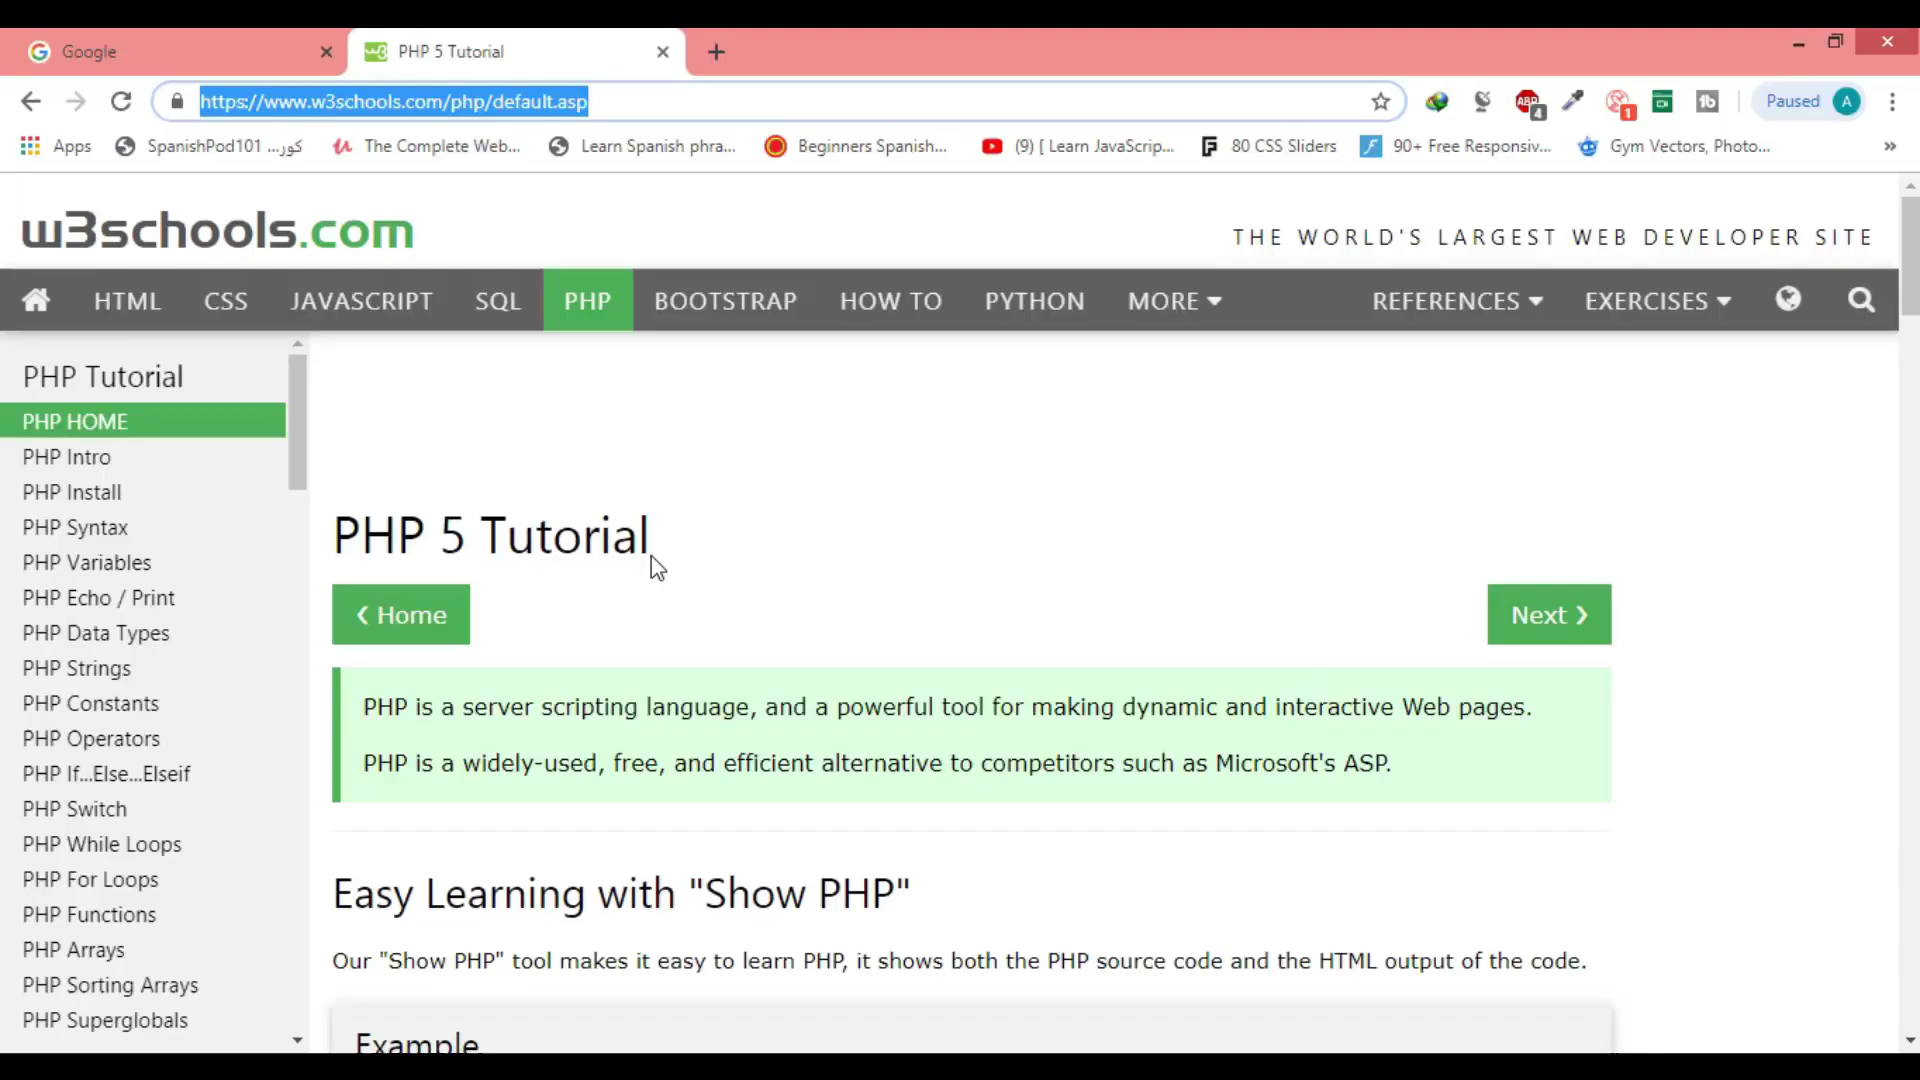 Google
PHP 5 Tutorial
https://www.w3schools.com/php/default.asp
ABP 4
1
Paused A
Apps
SpanishPod101 ...كور
The Complete Web...
Learn Spanish phra...
Beginners Spanish...
(9) [ Learn JavaScrip...
80 CSS Sliders
90+ Free Responsiv...
Gym Vectors, Photo...
w3schools.com
THE WORLD'S LARGEST WEB DEVELOPER SITE
HTML CSS JAVASCRIPT SQL PHP BOOTSTRAP HOW TO PYTHON MORE REFERENCES EXERCISES
PHP Tutorial
PHP HOME
PHP Intro
PHP Install
PHP Syntax
PHP Variables
PHP Echo / Print
PHP Data Types
PHP Strings
PHP Constants
PHP Operators
PHP If...Else...Elseif
PHP Switch
PHP While Loops
PHP For Loops
PHP Functions
PHP Arrays
PHP Sorting Arrays
PHP Superglobals
PHP 5 Tutorial
❮ Home
Next ❯
PHP is a server scripting language, and a powerful tool for making dynamic and interactive Web pages.
PHP is a widely-used, free, and efficient alternative to competitors such as Microsoft's ASP.
Easy Learning with "Show PHP"
Our "Show PHP" tool makes it easy to learn PHP, it shows both the PHP source code and the HTML output of the code.
Example